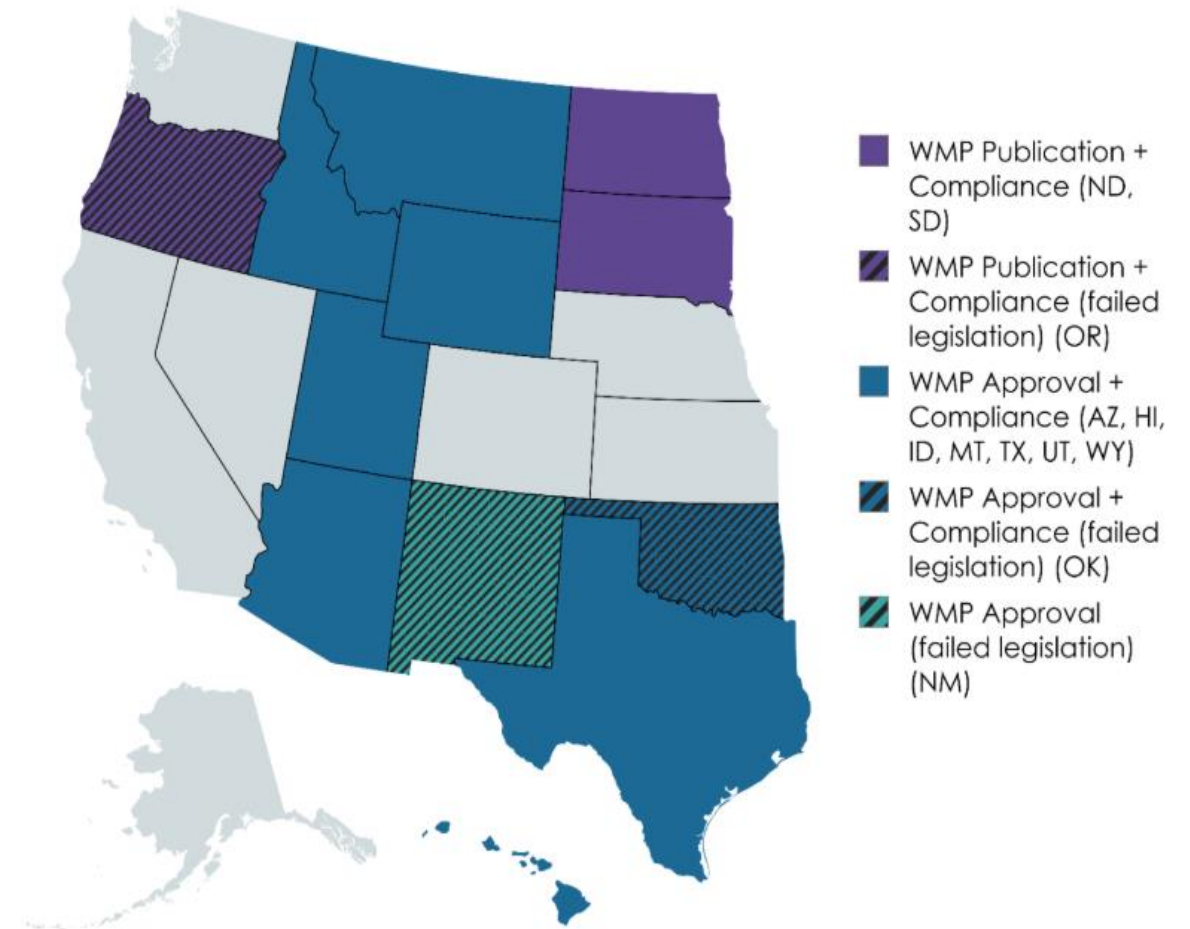 WMP Publication +
Compliance (ND,
SD)
WMP Publication +
Compliance (failed
legislation) (OR)
WMP Approval +
Compliance (AZ, HI,
ID, MT, TX, UT, WY)
WMP Approval +
Compliance (failed
legislation) (OK)
WMP Approval
(failed legislation)
(NM)